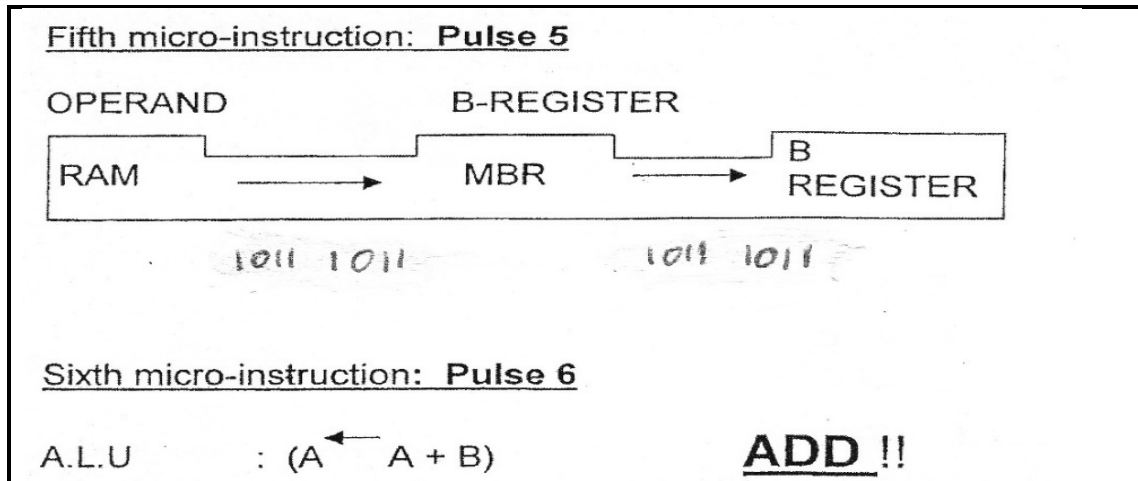 Fifth micro-instruction: Pulse 5
OPERAND B-REGISTER
RAM MBR B
REGISTER
1011 1011 1011 1011
Sixth micro-instruction: Pulse 6
A.L.U : (A ← A + B) ADD !!